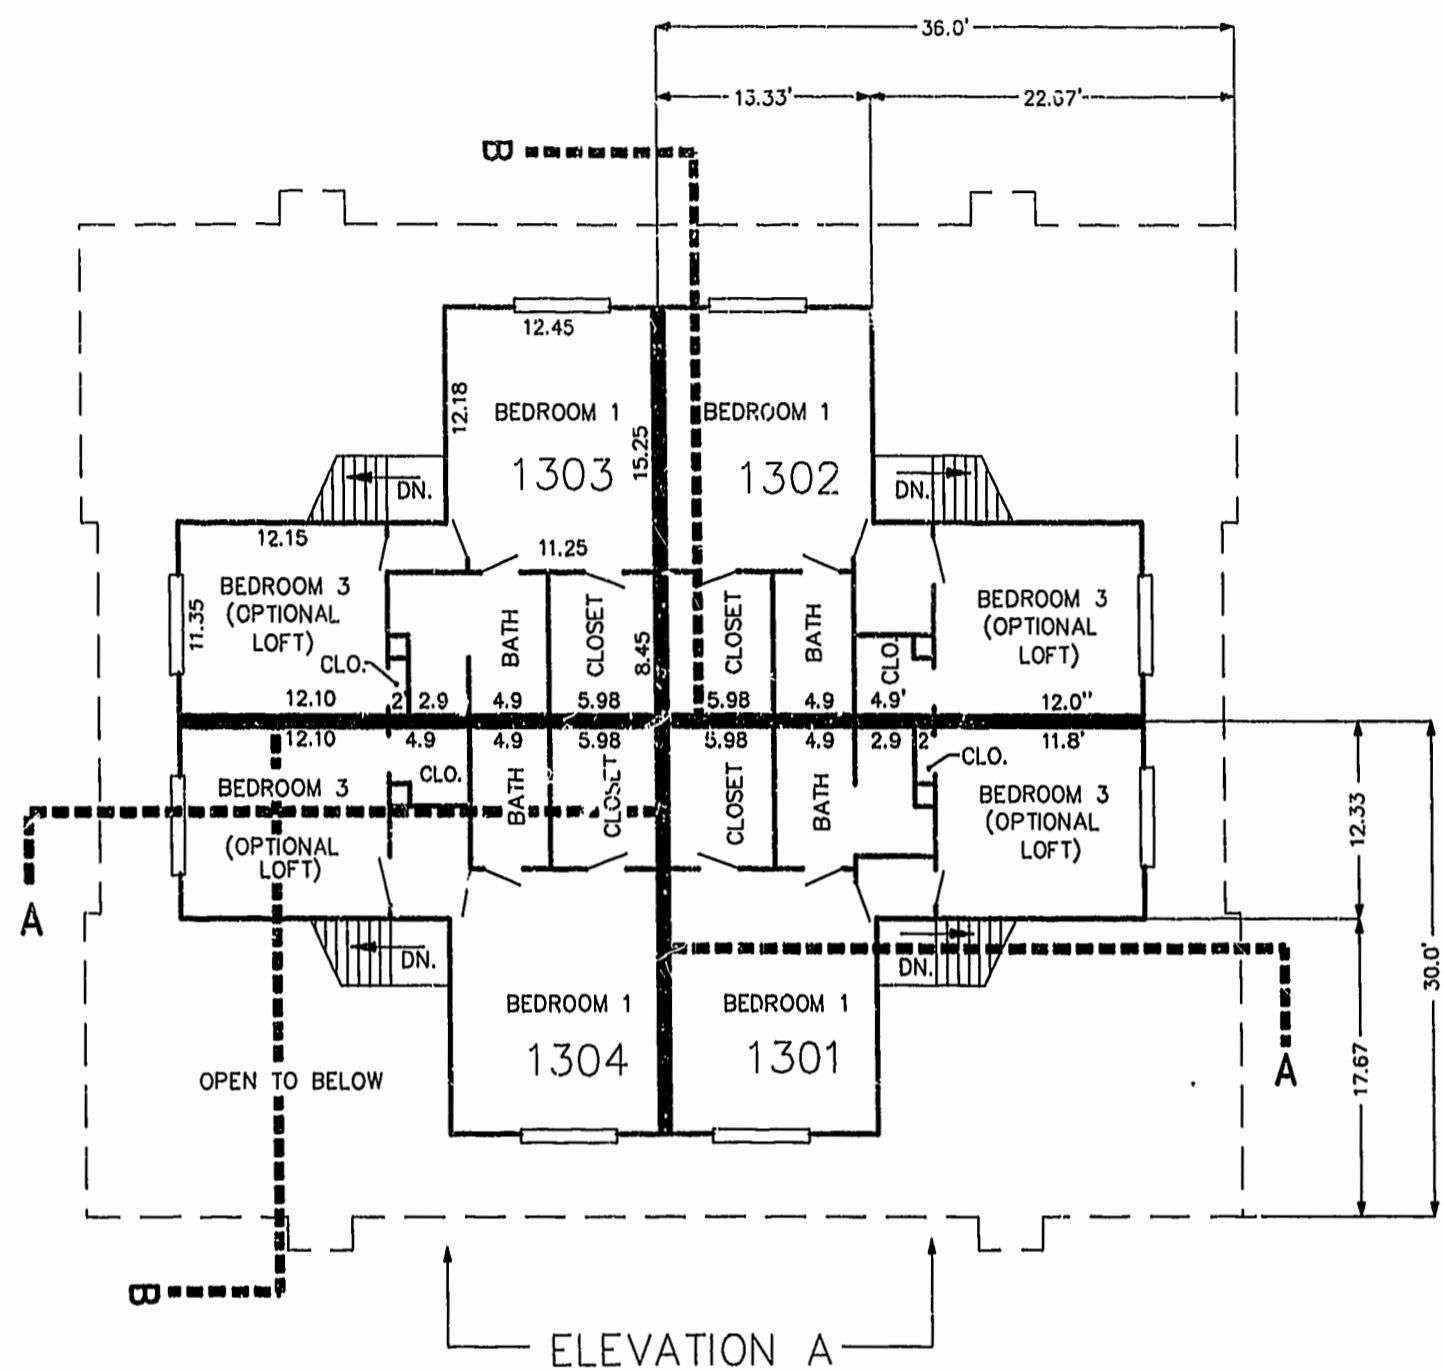 36.0'
13.33'
22.67'
B
12.45
12.18
BEDROOM 1
BEDROOM 1
15.25
1303
1302
DN.
DN.
12.15
11.25
BEDROOM 3
(OPTIONAL
LOFT)
11.35
CLO.
BATH
CLOSET
8.45
CLOSET
BATH
CLO.
BEDROOM 3
(OPTIONAL
LOFT)
12.10
2'
2.9
4.9
5.98
5.98
4.9
4.9'
12.0"
12.10
4.9
4.9
5.98
5.98
4.9
2.9
2'
11.8'
CLO.
CLO.
BEDROOM 3
(OPTIONAL
LOFT)
BATH
CLOSET
CLOSET
BATH
BEDROOM 3
(OPTIONAL
LOFT)
12.33
A
DN.
DN.
30.0'
BEDROOM 1
BEDROOM 1
1304
1301
A
17.67
OPEN TO BELOW
B
ELEVATION A